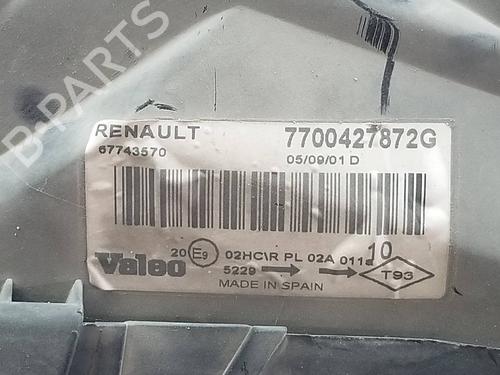 B-PARTS
RENAULT 7700427872G
67743570 05/09/01 D
10
20 E9 02HC\R PL 02A 011a
Valeo 5229 T93
MADE IN SPAIN